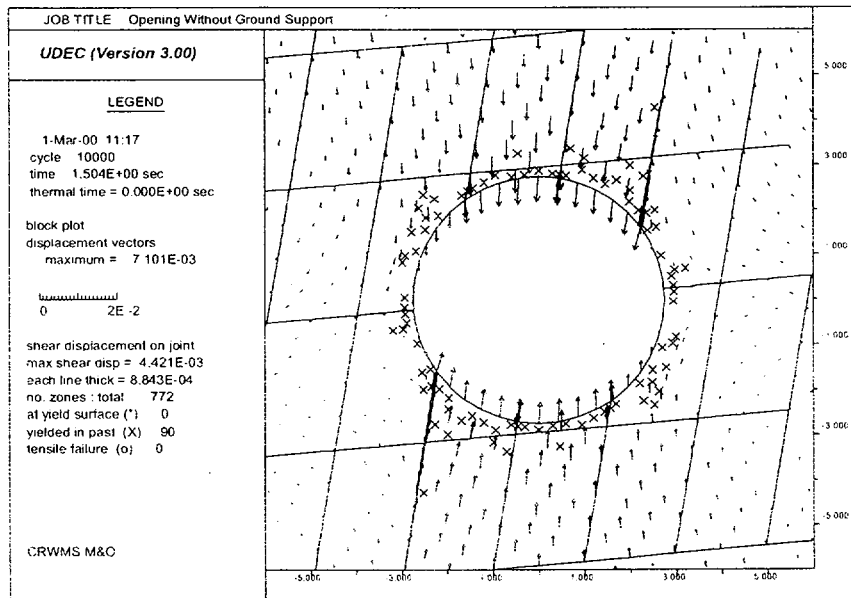 JOB TITLE Opening Without Ground Support
UDEC (Version 3.00)
LEGEND
1-Mar-00 11:17
cycle 10000
time 1.504E+00 sec
thermal time = 0.000E+00 sec
block plot
displacement vectors
maximum = 7 101E-03
0 2E -2
shear displacement on joint
max shear disp = 4.421E-03
each line thick = 8.843E-04
no. zones : total 772
at yield surface (*) 0
yielded in past (X) 90
tensile failure (o) 0
CRWMS M&O
5.000
3.000
1.000
-1.000
-3.000
-5.000
-5.000 -3.000 -1.000 1.000 3.000 5.000